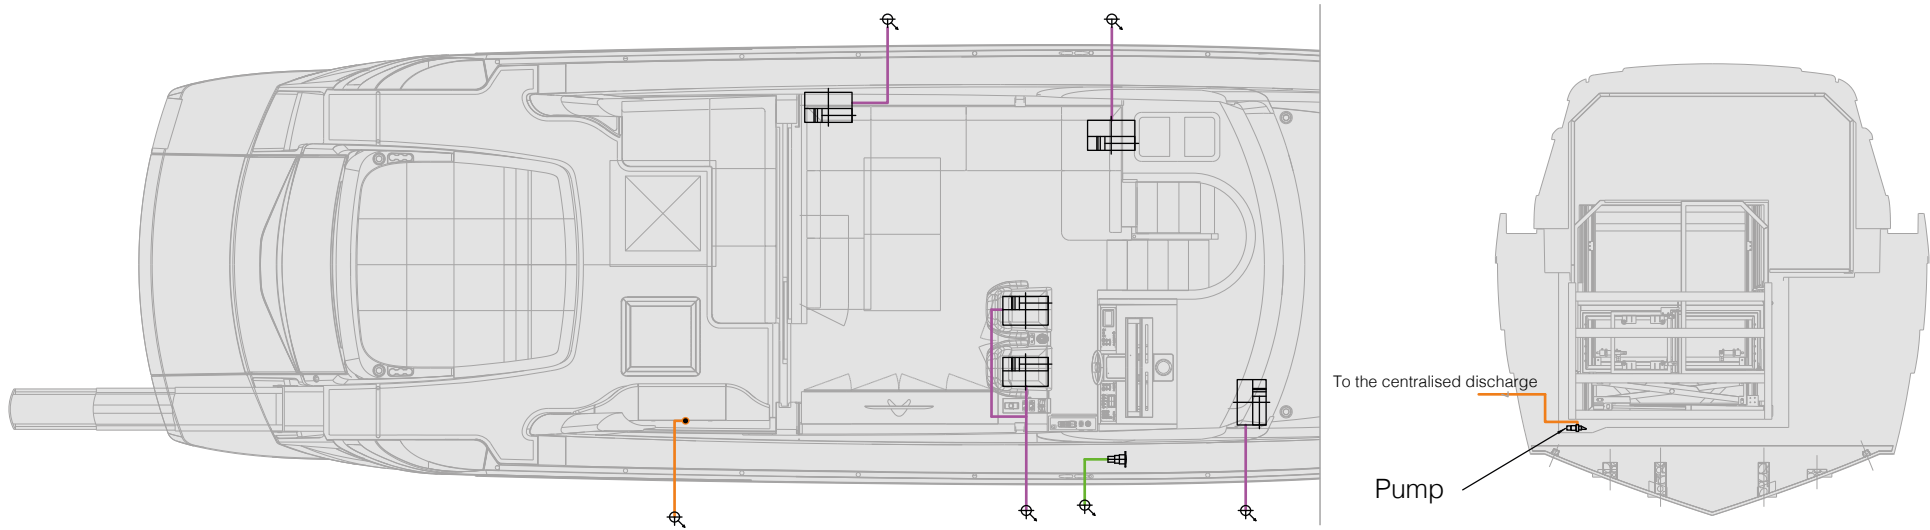 To the centralised discharge
Pump